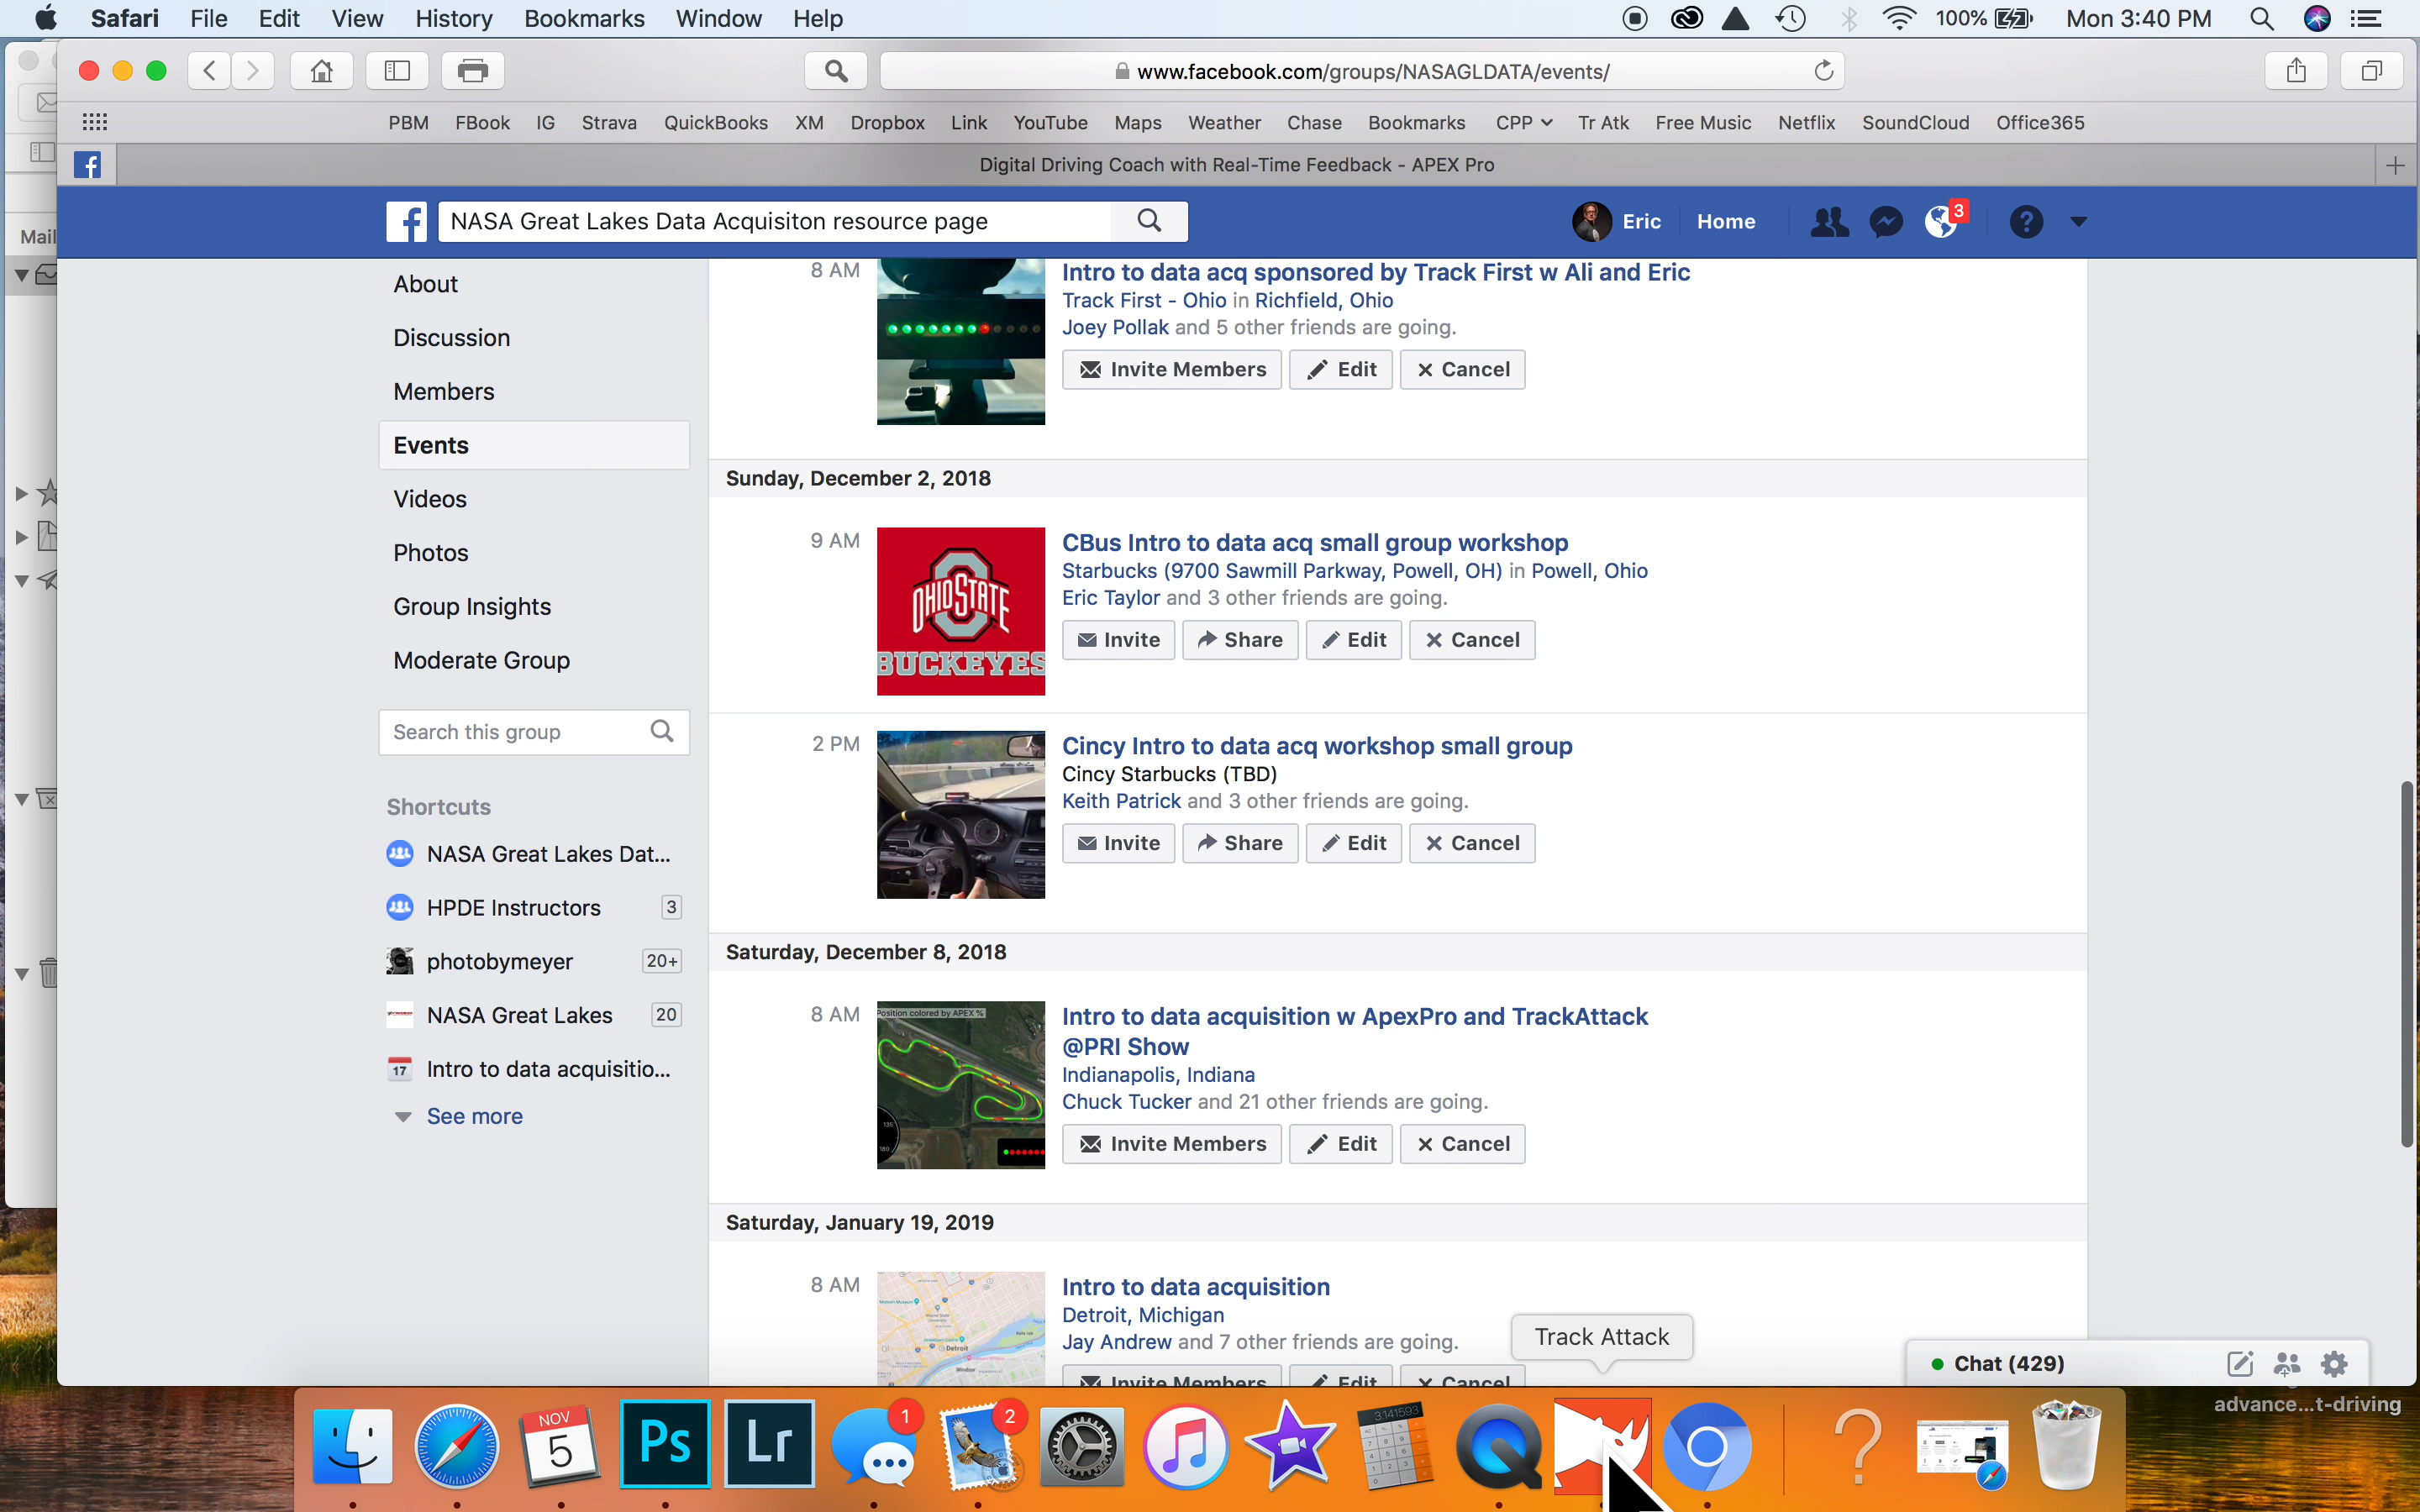 Safari File Edit View History Bookmarks Window Help 100% Mon 3:40 PM
www.facebook.com/groups/NASAGLDATA/events/
PBM FBook IG Strava QuickBooks XM Dropbox Link YouTube Maps Weather Chase Bookmarks CPP Tr Atk Free Music Netflix SoundCloud Office365
Digital Driving Coach with Real-Time Feedback - APEX Pro
NASA Great Lakes Data Acquisiton resource page
Eric Home 3
Mail
About
Discussion
Members
Events
Videos
Photos
Group Insights
Moderate Group
Search this group
Shortcuts
NASA Great Lakes Dat...
HPDE Instructors 3
photobymeyer 20+
NASA Great Lakes 20
17 Intro to data acquisitio...
See more
8 AM
Intro to data acq sponsored by Track First w Ali and Eric
Track First - Ohio in Richfield, Ohio
Joey Pollak and 5 other friends are going.
Invite Members Edit Cancel
Sunday, December 2, 2018
9 AM
OHIO STATE
BUCKEYES
CBus Intro to data acq small group workshop
Starbucks (9700 Sawmill Parkway, Powell, OH) in Powell, Ohio
Eric Taylor and 3 other friends are going.
Invite Share Edit Cancel
2 PM
Cincy Intro to data acq workshop small group
Cincy Starbucks (TBD)
Keith Patrick and 3 other friends are going.
Invite Share Edit Cancel
Saturday, December 8, 2018
8 AM
Position colored by APEX %
Intro to data acquisition w ApexPro and TrackAttack
@PRI Show
Indianapolis, Indiana
Chuck Tucker and 21 other friends are going.
Invite Members Edit Cancel
Saturday, January 19, 2019
8 AM
Detroit
Intro to data acquisition
Detroit, Michigan
Jay Andrew and 7 other friends are going.
Invite Members Edit Cancel
Track Attack
Chat (429)
advance...t-driving
NOV
5
Ps
Lr
1
2
3.141593